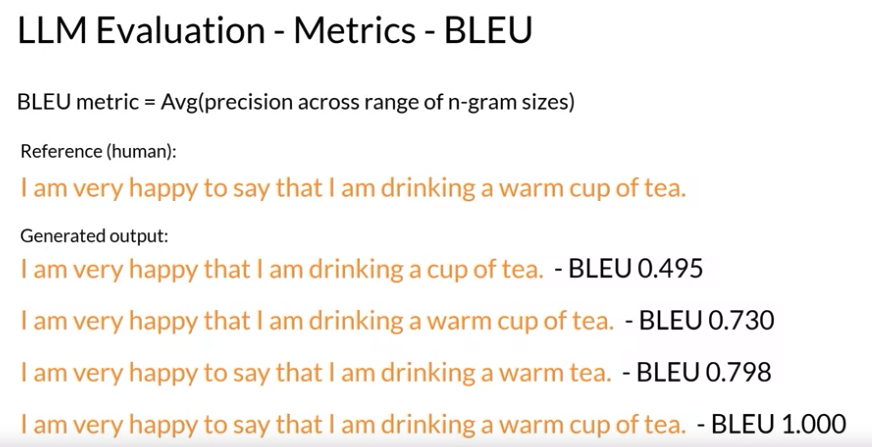 LLM Evaluation - Metrics - BLEU
BLEU metric = Avg(precision across range of n-gram sizes)
Reference (human):
I am very happy to say that I am drinking a warm cup of tea.
Generated output:
I am very happy that I am drinking a cup of tea. - BLEU 0.495
I am very happy that I am drinking a warm cup of tea. - BLEU 0.730
I am very happy to say that I am drinking a warm tea. - BLEU 0.798
I am very happy to say that I am drinking a warm cup of tea. - BLEU 1.000